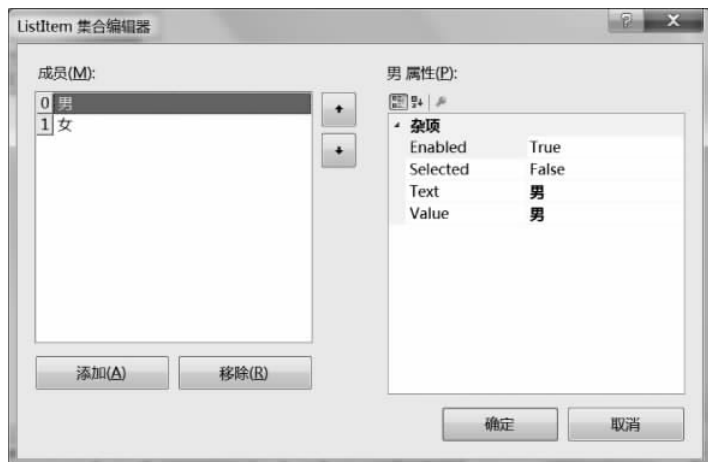 ListItem 集合编辑器
成员(M):
0 男
1 女
添加(A)
移除(R)
男 属性(P):
杂项
Enabled True
Selected False
Text 男
Value 男
确定
取消